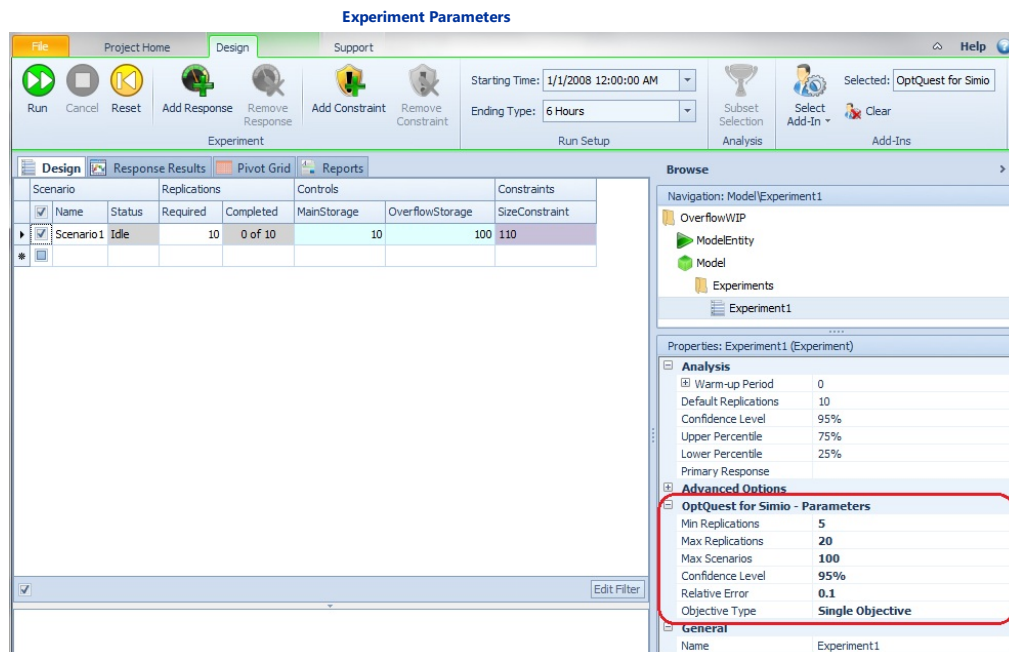 Experiment Parameters
File Project Home Design Support Help
Run Cancel Reset Add Response Remove Response Add Constraint Remove Constraint
Experiment
Starting Time: 1/1/2008 12:00:00 AM
Ending Type: 6 Hours
Run Setup
Subset Selection
Analysis
Select Add-In
Selected: OptQuest for Simio
Clear
Add-Ins
Design Response Results Pivot Grid Reports
Scenario Replications Controls Constraints
Name Status Required Completed MainStorage OverflowStorage SizeConstraint
Scenario1 Idle 10 0 of 10 10 100 110
Edit Filter
Browse
Navigation: Model\Experiment1
OverflowWIP
ModelEntity
Model
Experiments
Experiment1
Properties: Experiment1 (Experiment)
Analysis
Warm-up Period 0
Default Replications 10
Confidence Level 95%
Upper Percentile 75%
Lower Percentile 25%
Primary Response
Advanced Options
OptQuest for Simio - Parameters
Min Replications 5
Max Replications 20
Max Scenarios 100
Confidence Level 95%
Relative Error 0.1
Objective Type Single Objective
General
Name Experiment1